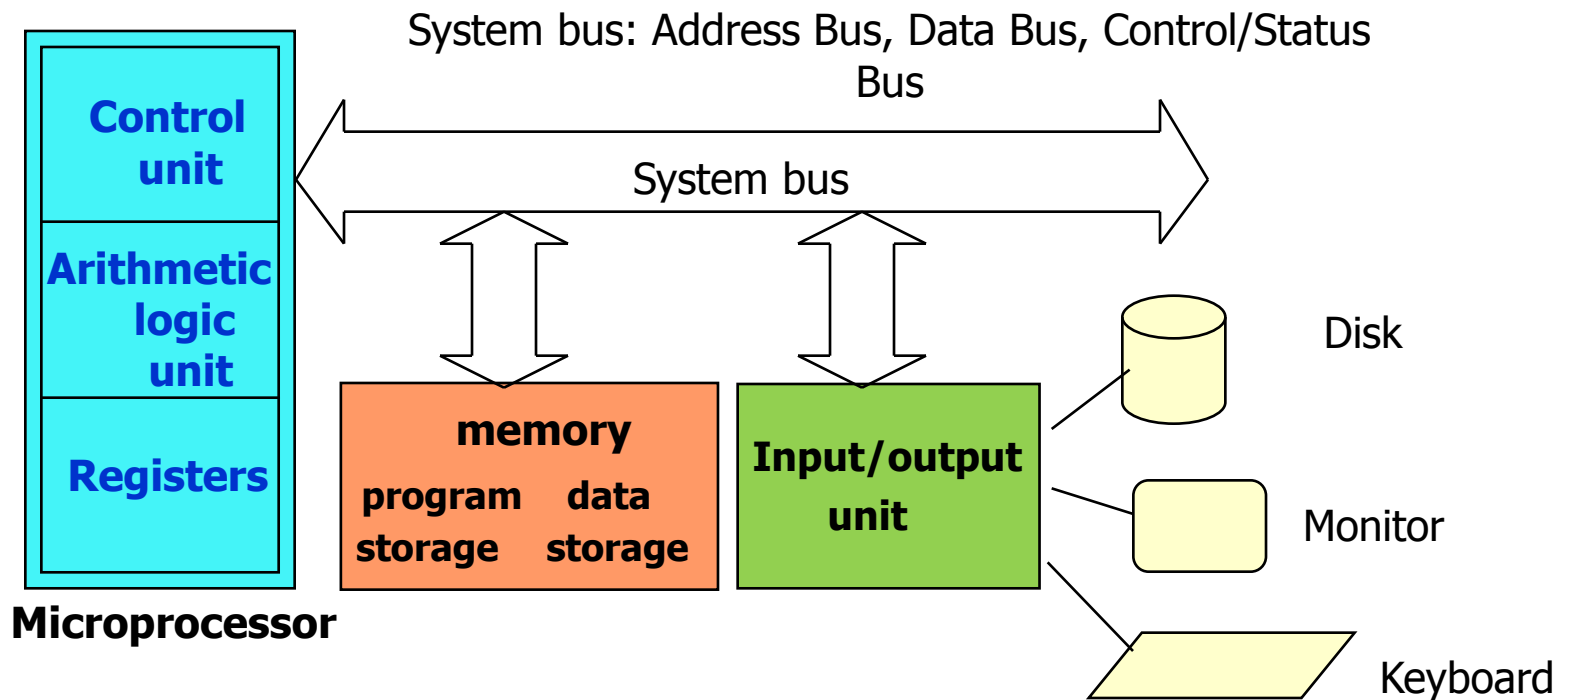 System bus: Address Bus, Data Bus, Control/Status
Bus
Control
unit
System bus
Arithmetic
logic
unit
Registers
Microprocessor
memory
program data
storage storage
Input/output
unit
Disk
Monitor
Keyboard